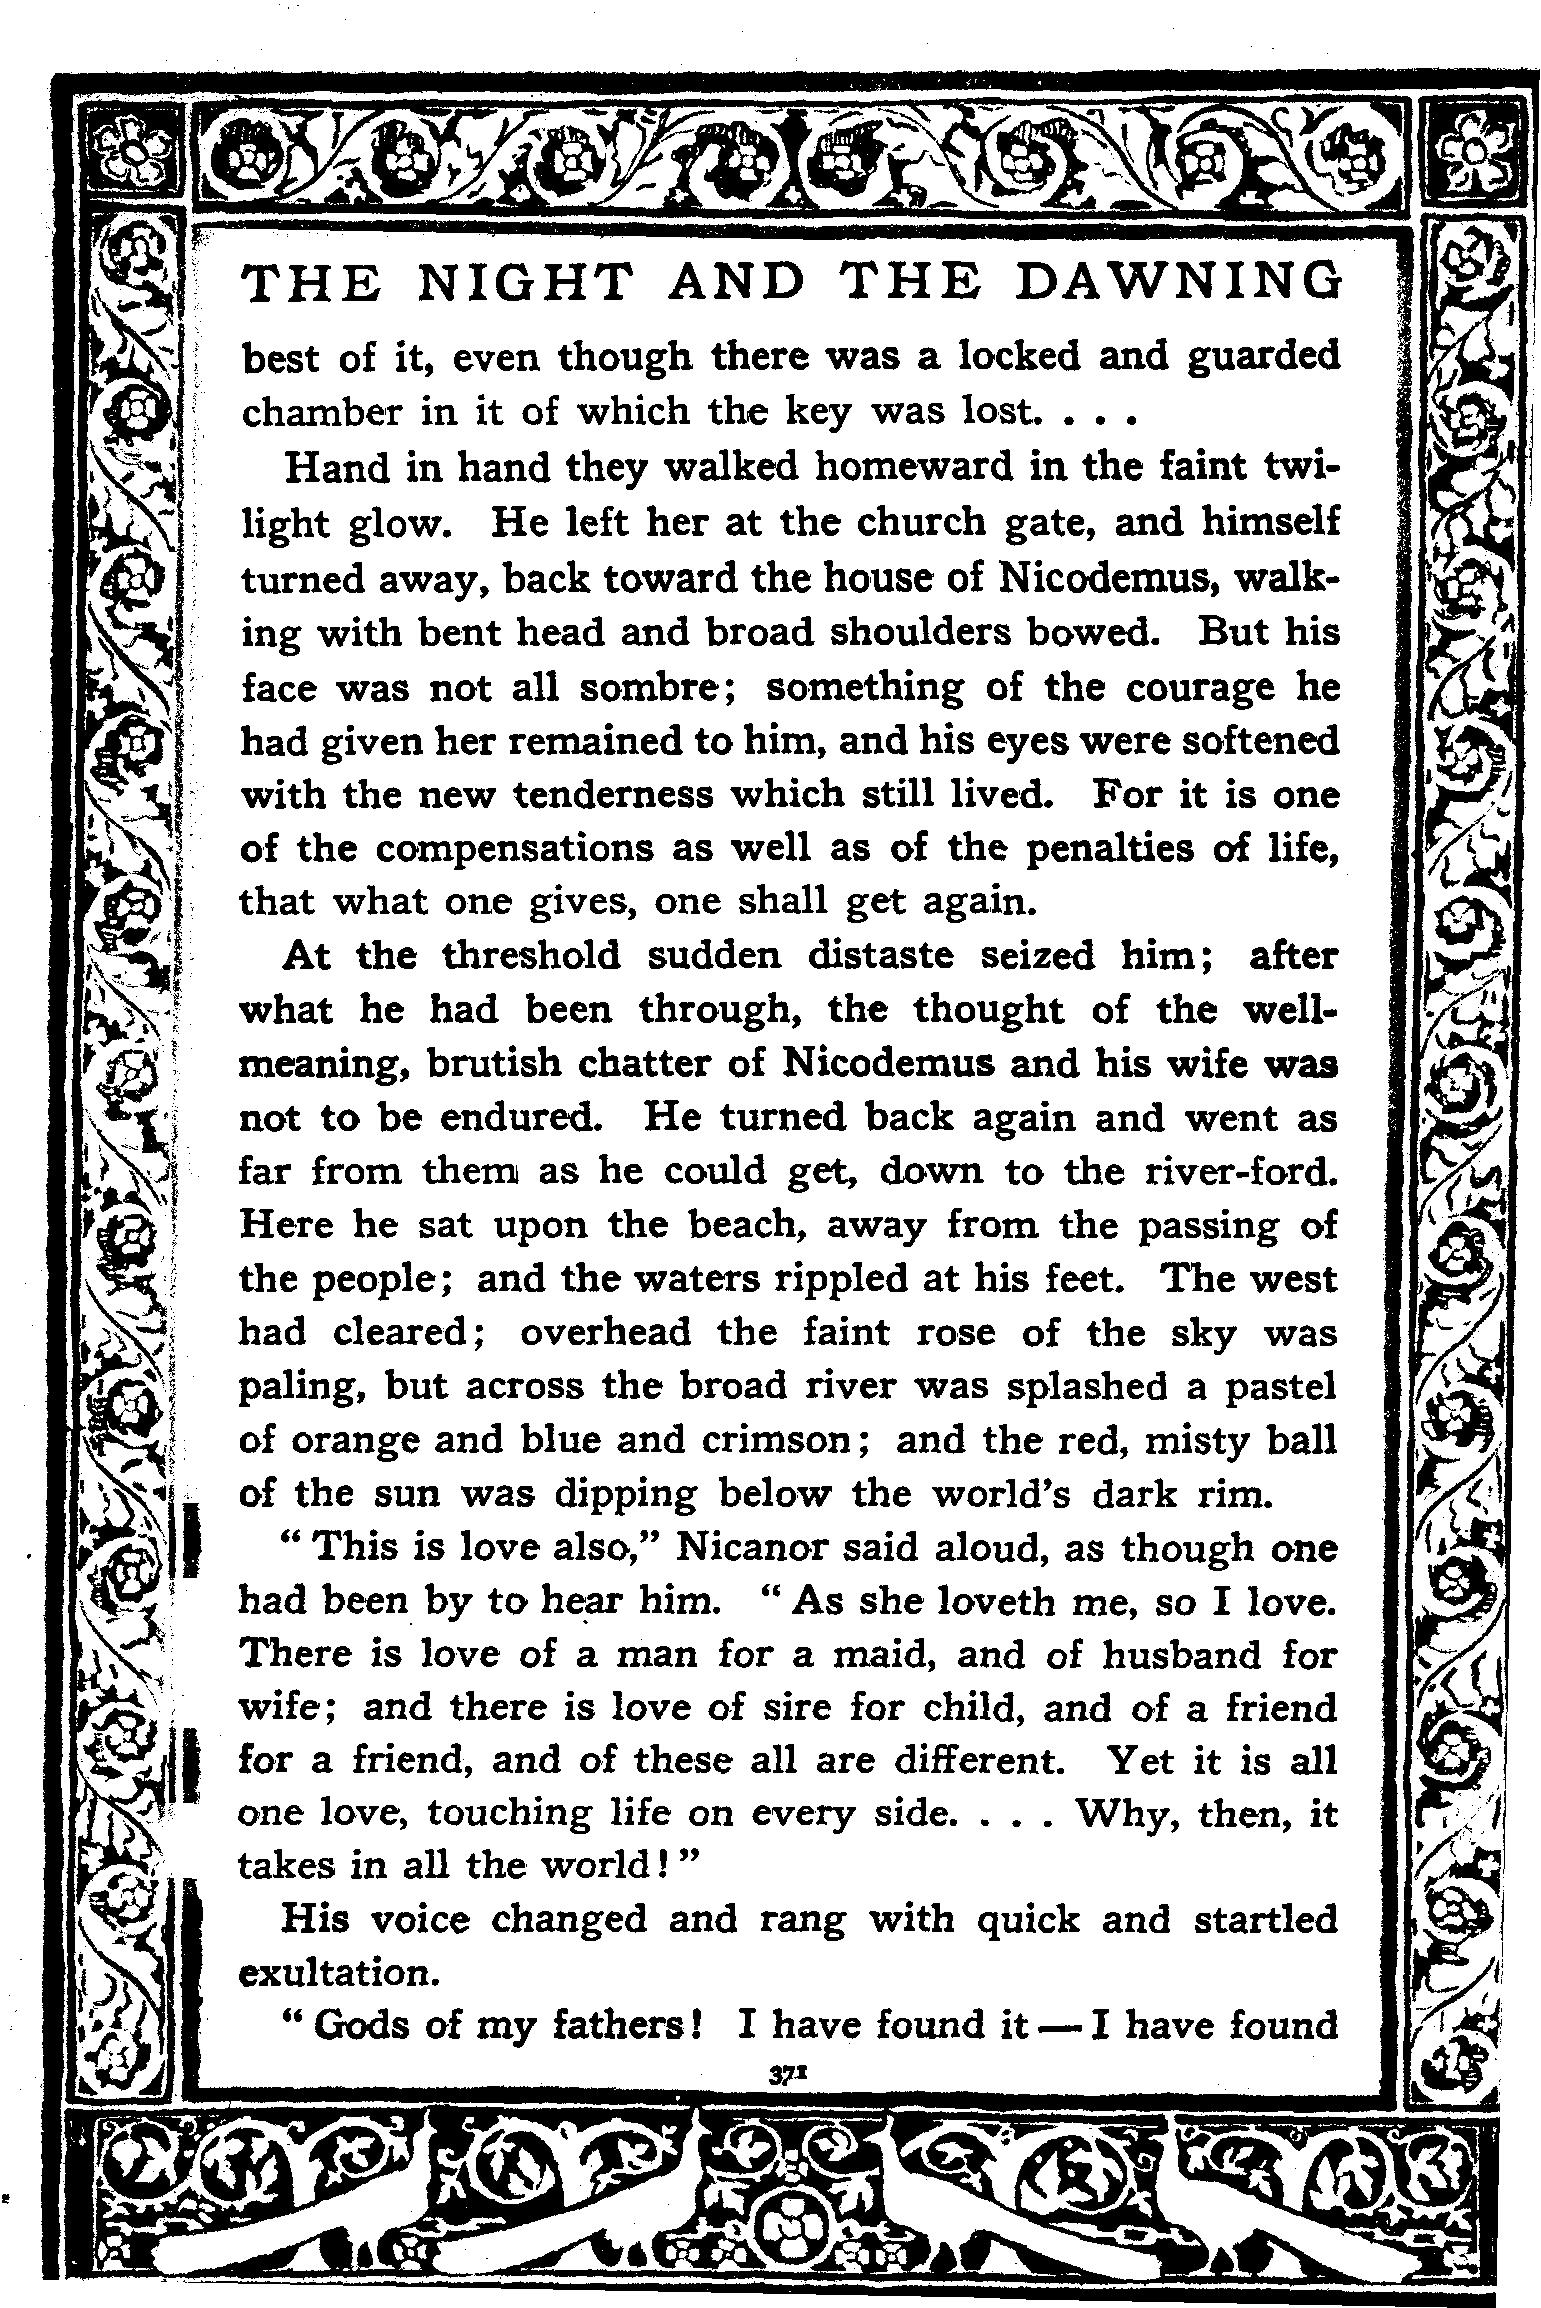 THE NIGHT AND THE DAWNING
best of it, even though there was a locked and guarded
chamber in it of which the key was lost. . . .
Hand in hand they walked homeward in the faint twi-
light glow. He left her at the church gate, and himself
turned away, back toward the house of Nicodemus, walk-
ing with bent head and broad shoulders bowed. But his
face was not all sombre; something of the courage he
had given her remained to him, and his eyes were softened
with the new tenderness which still lived. For it is one
of the compensations as well as of the penalties of life,
that what one gives, one shall get again.
At the threshold sudden distaste seized him; after
what he had been through, the thought of the well-
meaning, brutish chatter of Nicodemus and his wife was
not to be endured. He turned back again and went as
far from them as he could get, down to the river-ford.
Here he sat upon the beach, away from the passing of
the people; and the waters rippled at his feet. The west
had cleared; overhead the faint rose of the sky was
paling, but across the broad river was splashed a pastel
of orange and blue and crimson; and the red, misty ball
of the sun was dipping below the world's dark rim.
“This is love also,” Nicanor said aloud, as though one
had been by to hear him. “As she loveth me, so I love.
There is love of a man for a maid, and of husband for
wife; and there is love of sire for child, and of a friend
for a friend, and of these all are different. Yet it is all
one love, touching life on every side. . . . Why, then, it
takes in all the world!”
His voice changed and rang with quick and startled
exultation.
“Gods of my fathers! I have found it—I have found
371